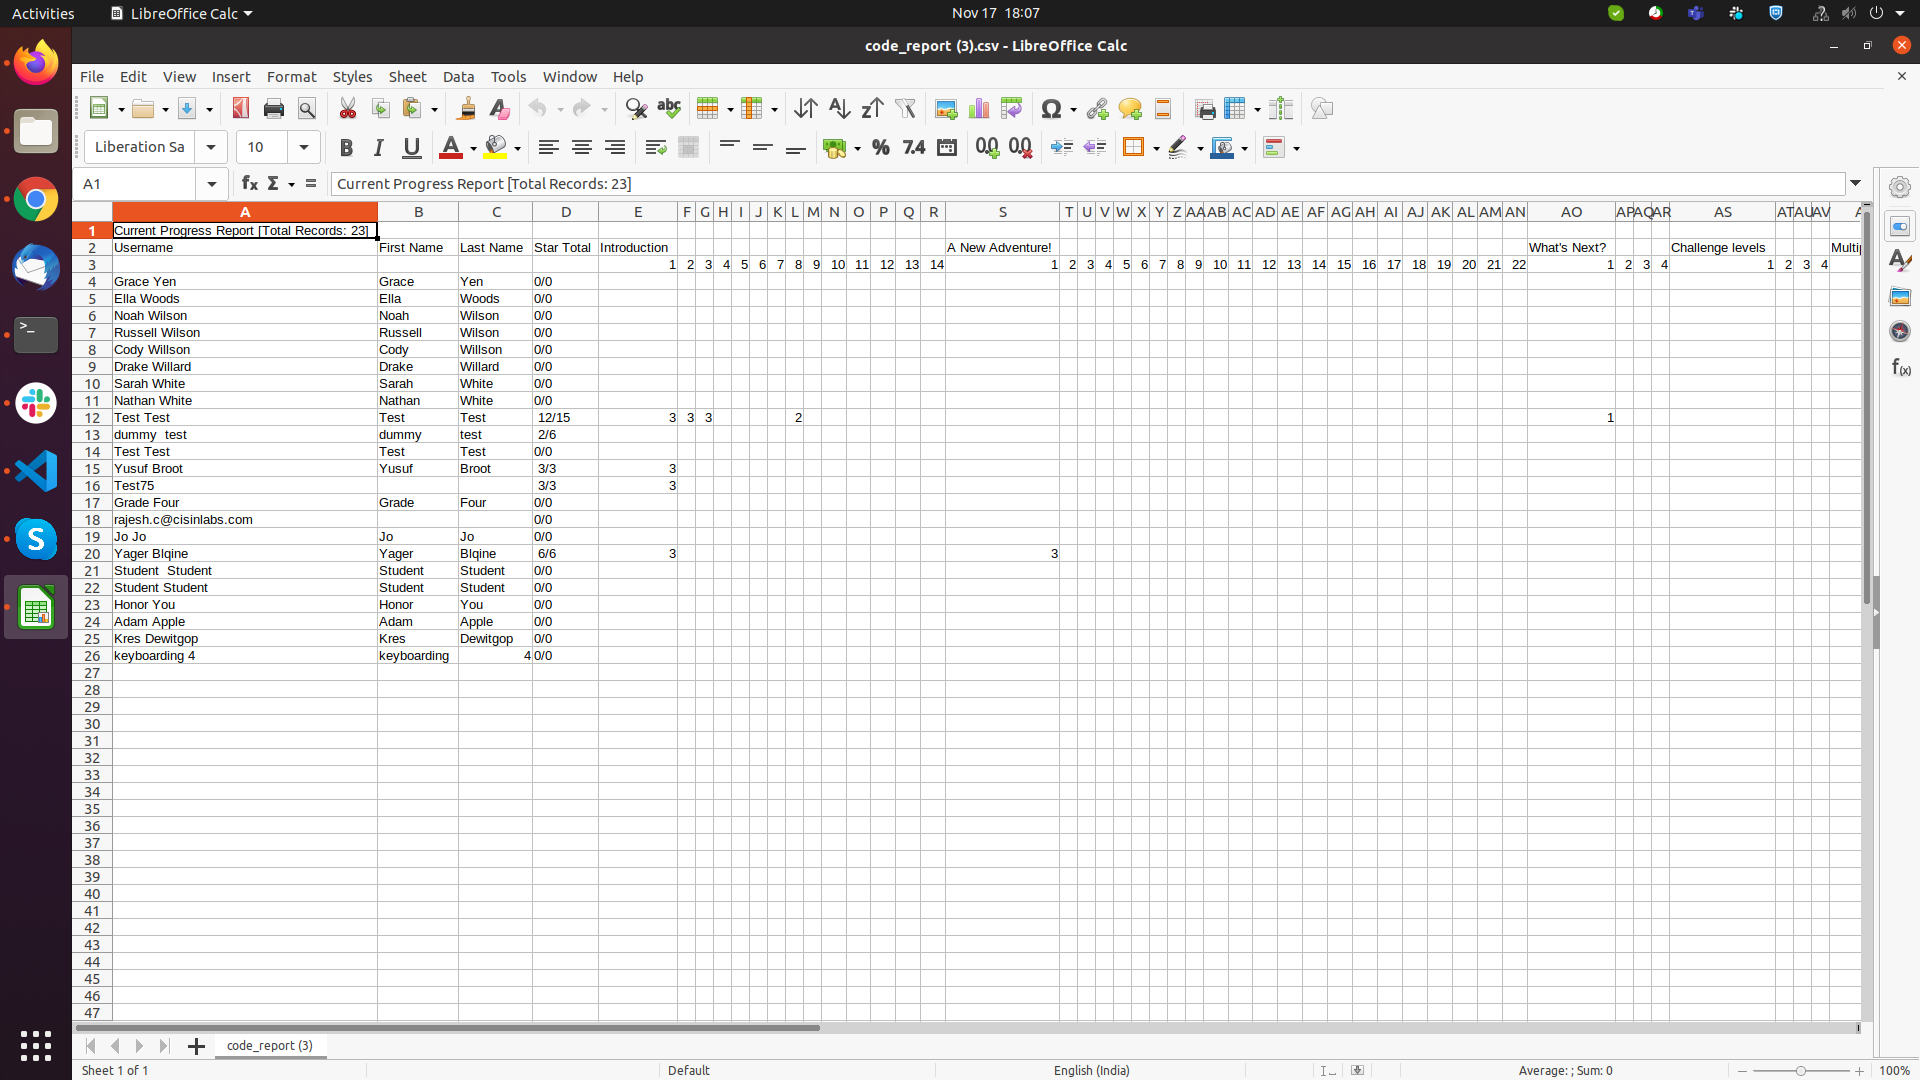 Activities LibreOffice Calc Nov 17 18:07
code_report (3).csv - LibreOffice Calc
File Edit View Insert Format Styles Sheet Data Tools Window Help
Liberation Sa 10
A1 Current Progress Report [Total Records: 23]
A B C D E F G H I J K L M N O P Q R S T U V W X Y Z AA AB AC AD AE AF AG AH AI AJ AK AL AM AN AO AP AQ AR AS AT AU AV
1 Current Progress Report [Total Records: 23]
2 Username First Name Last Name Star Total Introduction A New Adventure! What's Next? Challenge levels
3 1 2 3 4 5 6 7 8 9 10 11 12 13 14 1 2 3 4 5 6 7 8 9 10 11 12 13 14 15 16 17 18 19 20 21 22 1 2 3 4 1 2 3 4
4 Grace Yen Grace Yen 0/0
5 Ella Woods Ella Woods 0/0
6 Noah Wilson Noah Wilson 0/0
7 Russell Wilson Russell Wilson 0/0
8 Cody Willson Cody Willson 0/0
9 Drake Willard Drake Willard 0/0
10 Sarah White Sarah White 0/0
11 Nathan White Nathan White 0/0
12 Test Test Test Test 12/15 3 3 3 2 1
13 dummy  test dummy test 2/6
14 Test Test Test Test 0/0
15 Yusuf Broot Yusuf Broot 3/3 3
16 Test75 3/3 3
17 Grade Four Grade Four 0/0
18 rajesh.c@cisinlabs.com 0/0
19 Jo Jo Jo Jo 0/0
20 Yager Blqine Yager Blqine 6/6 3 3
21 Student  Student Student Student 0/0
22 Student Student Student Student 0/0
23 Honor You Honor You 0/0
24 Adam Apple Adam Apple 0/0
25 Kres Dewitgop Kres Dewitgop 0/0
26 keyboarding 4 keyboarding 4 0/0
27
28
29
30
31
32
33
34
35
36
37
38
39
40
41
42
43
44
45
46
47
code_report (3)
Sheet 1 of 1 Default English (India) Average: ; Sum: 0 100%